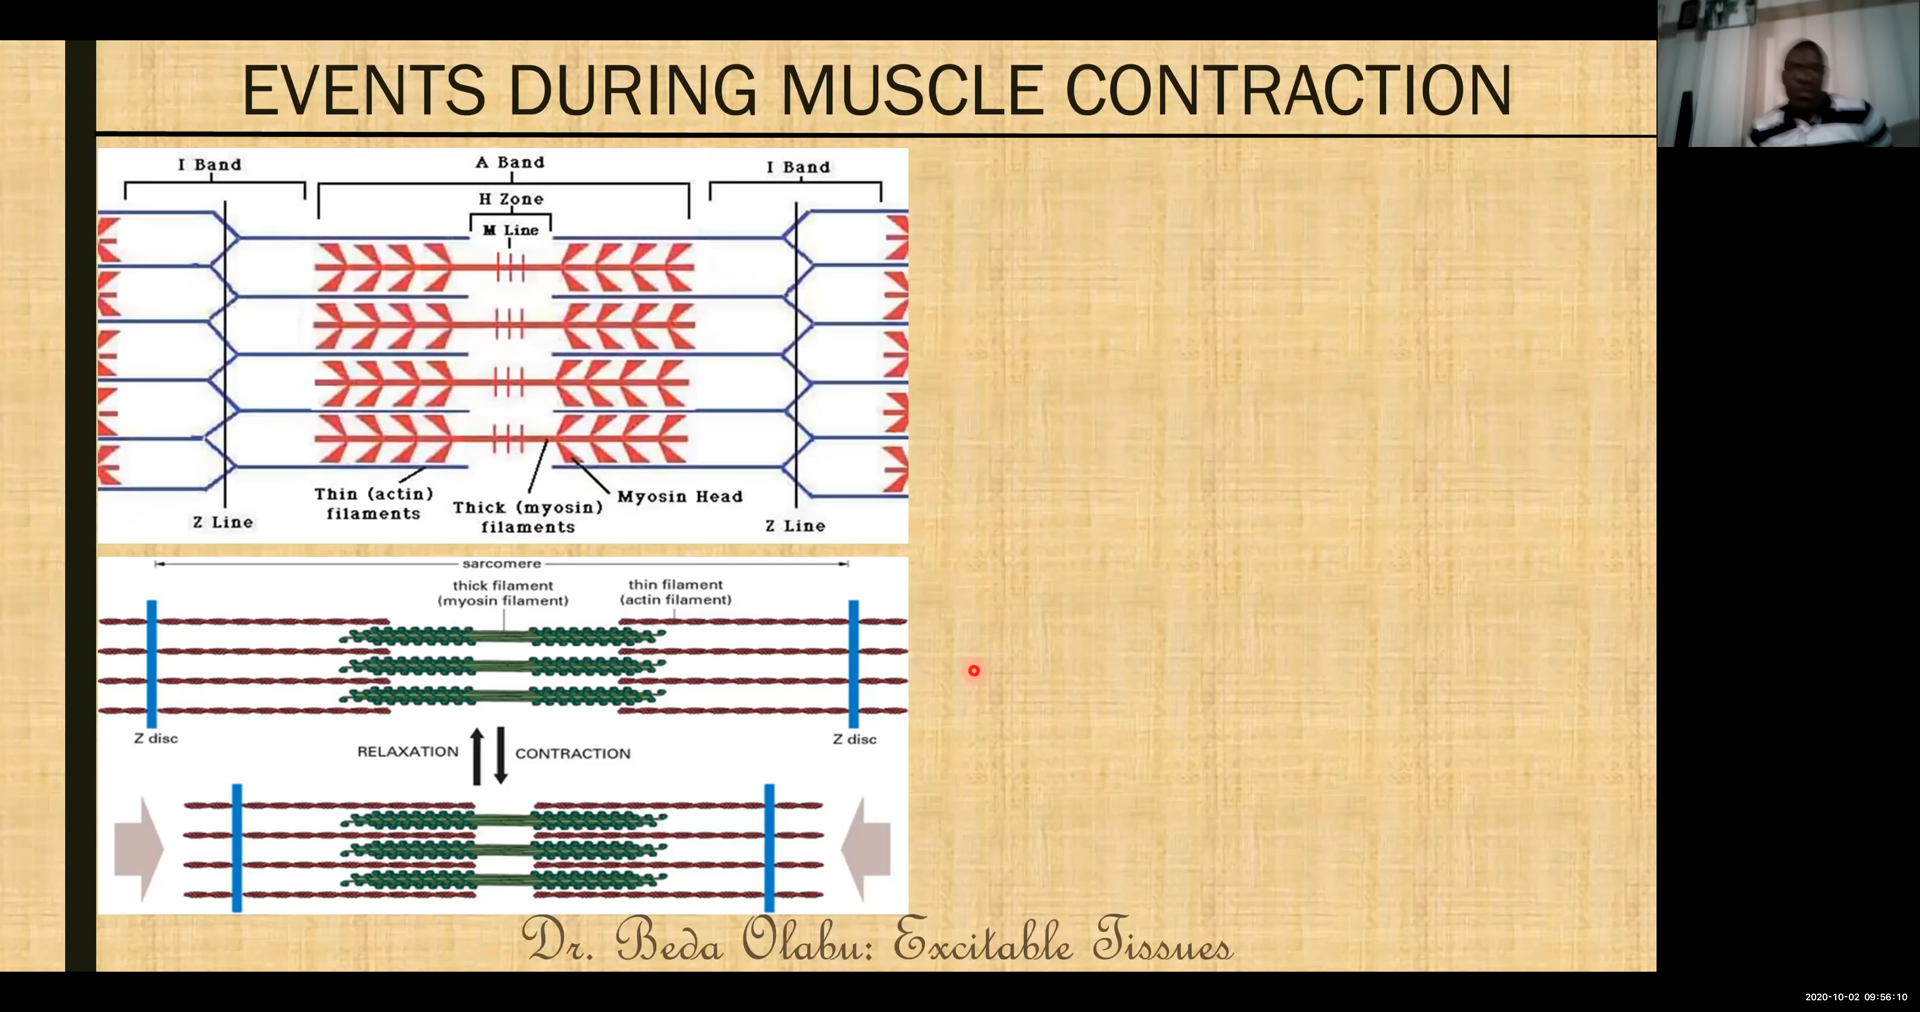 EVENTS DURING MUSCLE CONTRACTION
I Band
A Band
I Band
H Zone
M Line
Thin (actin)
filaments
Thick (myosin)
filaments
Myosin Head
Z Line
Z Line
sarcomere
thick filament
(myosin filament)
thin filament
(actin filament)
Z disc
Z disc
RELAXATION
CONTRACTION
Dr. Beda Olabu: Excitable Tissues
2020-10-02 09:56:10